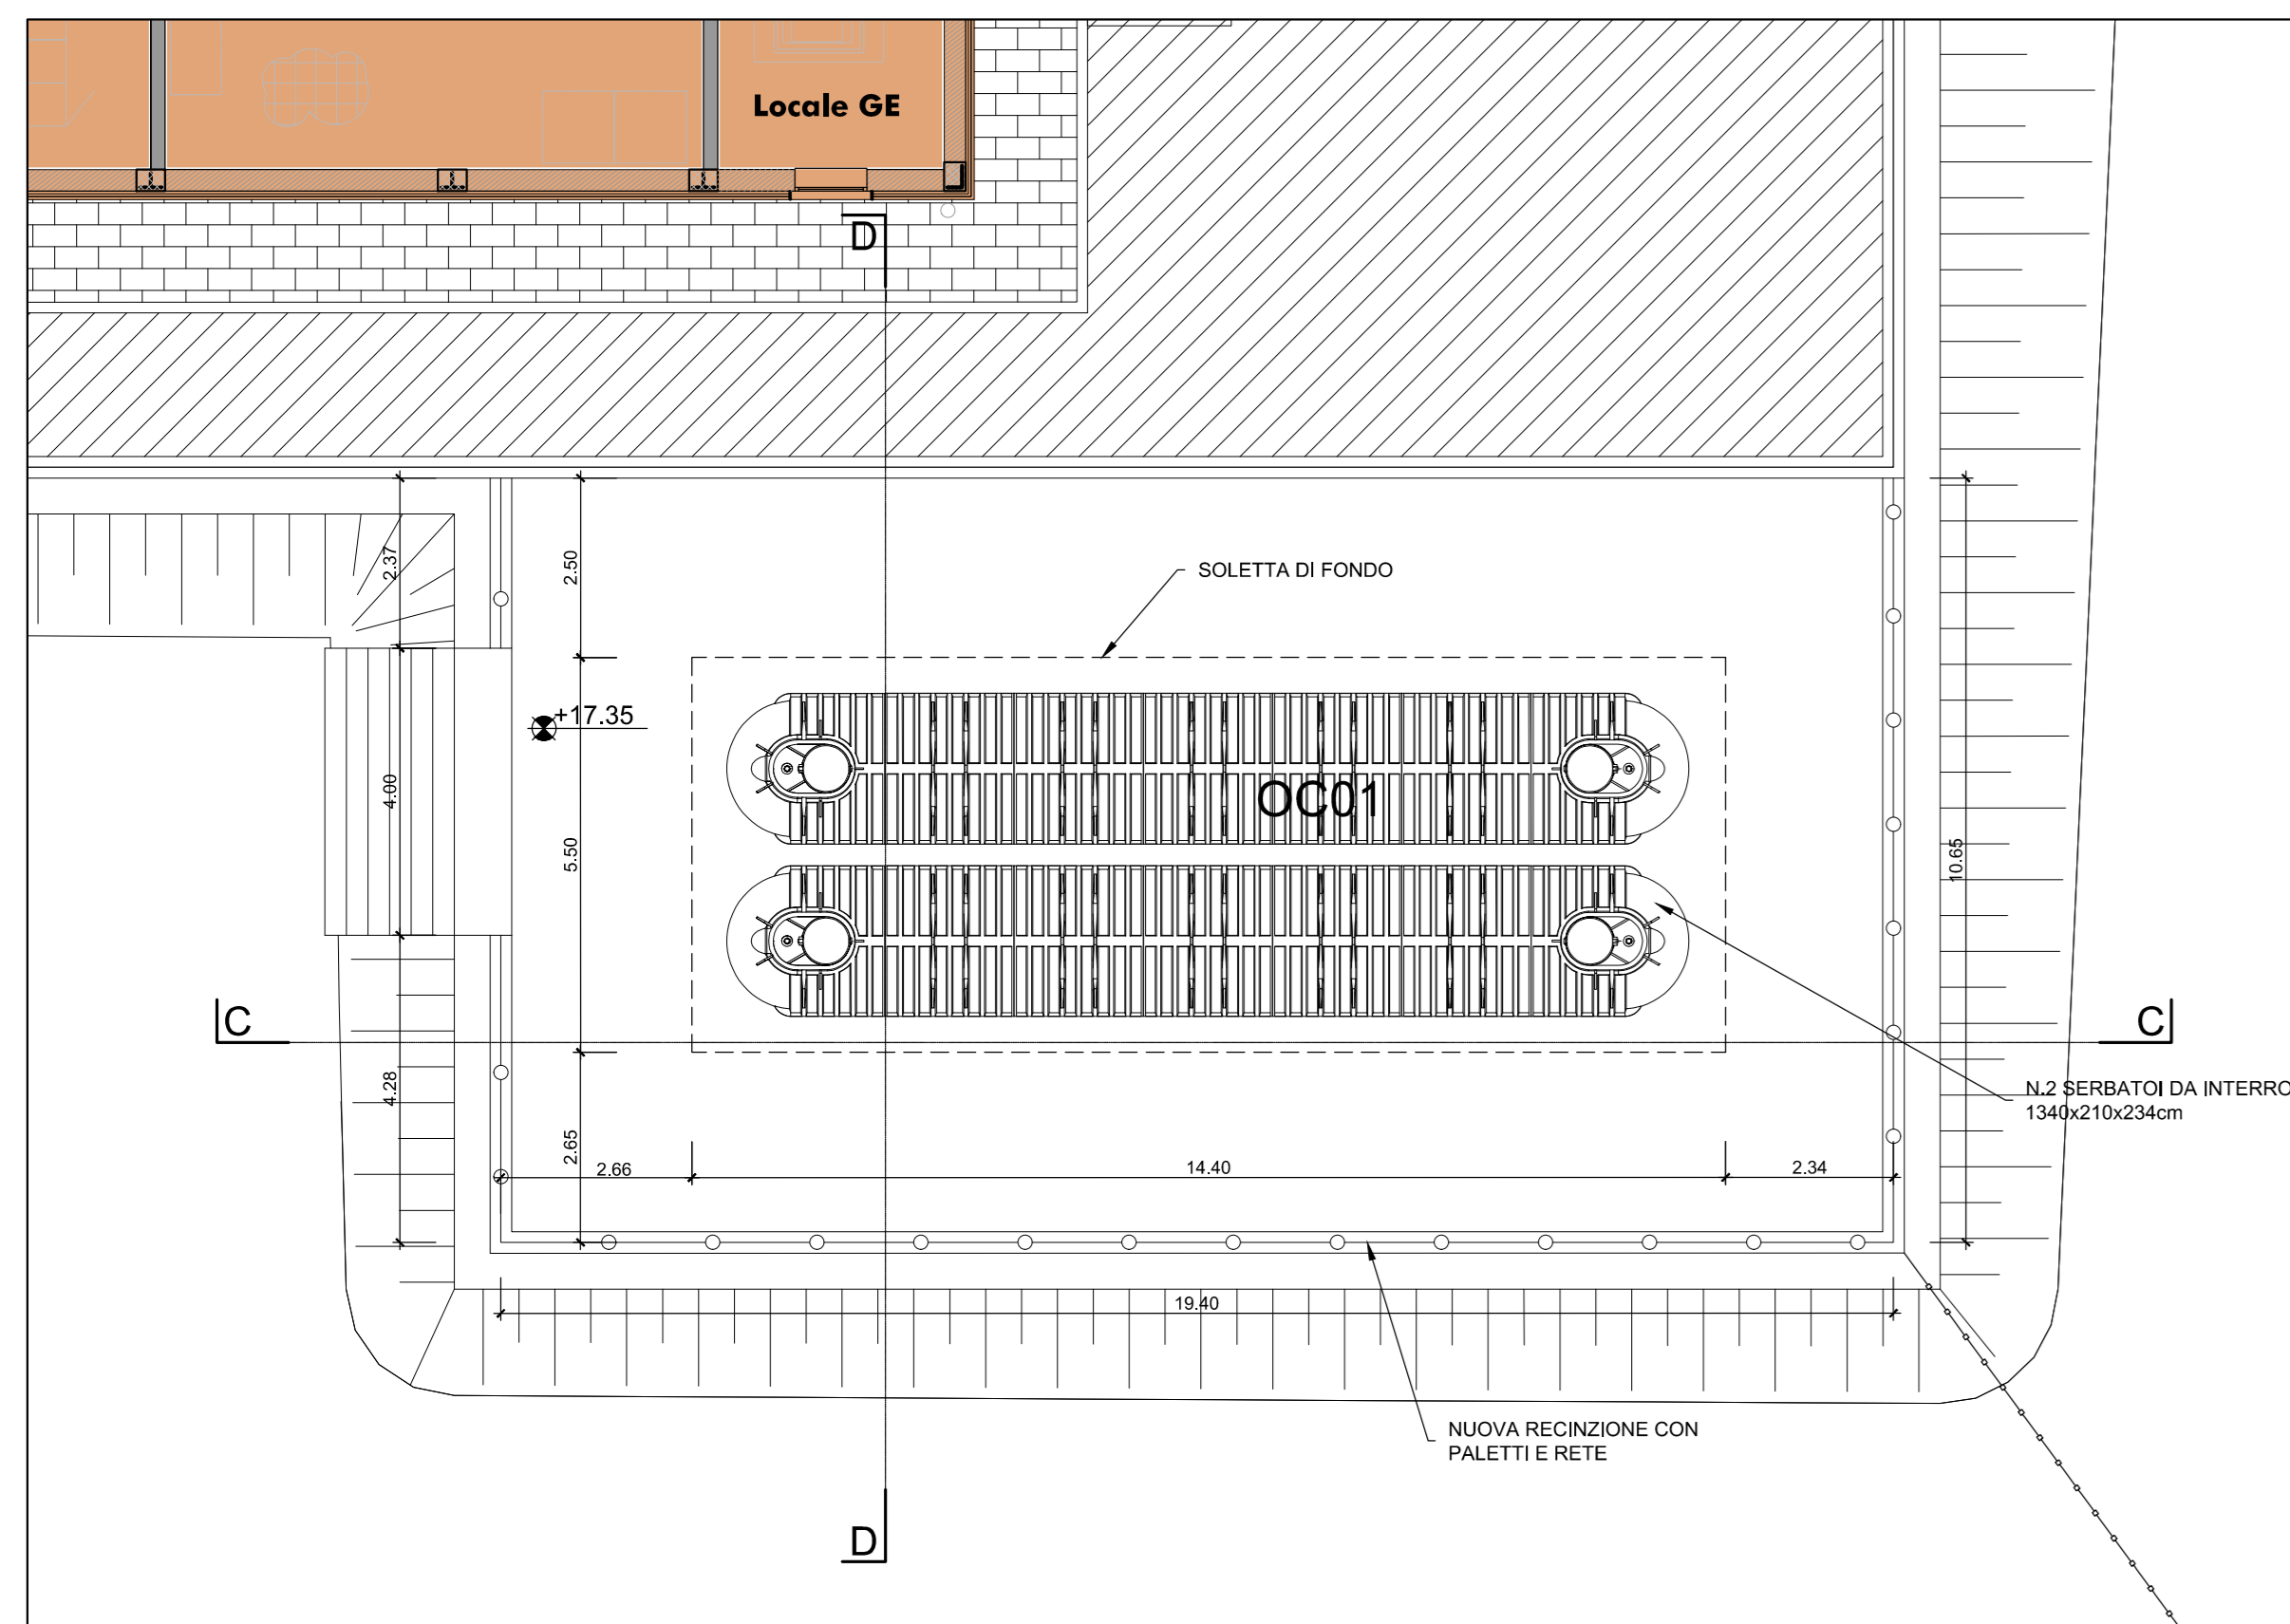 Locale GE
D
2.37
2.50
SOLETTA DI FONDO
+17.35
4.00
OC01
5.50
10.65
C
C
4.28
N.2 SERBATOI DA INTERRO
1340x210x234cm
2.65
2.66
14.40
2.34
19.40
NUOVA RECINZIONE CON
PALETTI E RETE
D